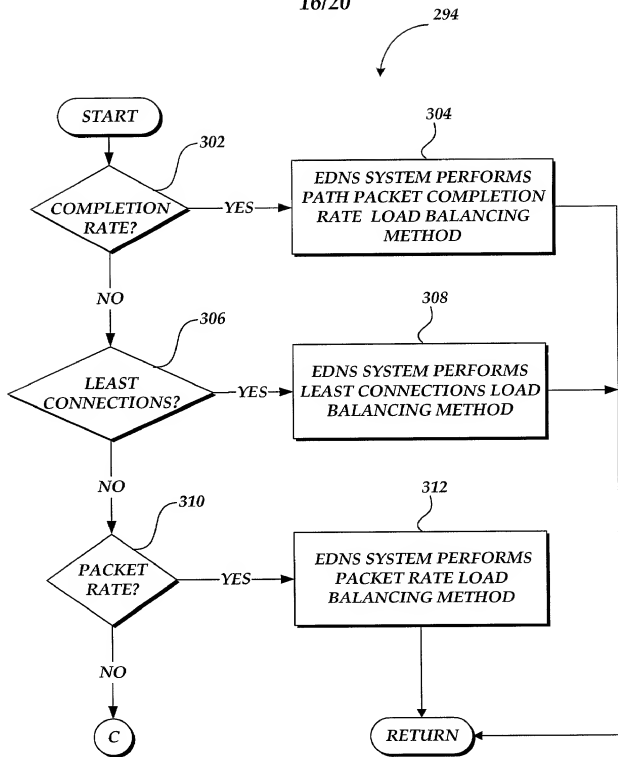 16/20
294
START
302
304
COMPLETION
RATE?
YES
EDNS SYSTEM PERFORMS
PATH PACKET COMPLETION
RATE LOAD BALANCING
METHOD
NO
306
308
LEAST
CONNECTIONS?
YES
EDNS SYSTEM PERFORMS
LEAST CONNECTIONS LOAD
BALANCING METHOD
NO
310
312
PACKET
RATE?
YES
EDNS SYSTEM PERFORMS
PACKET RATE LOAD
BALANCING METHOD
NO
C
RETURN